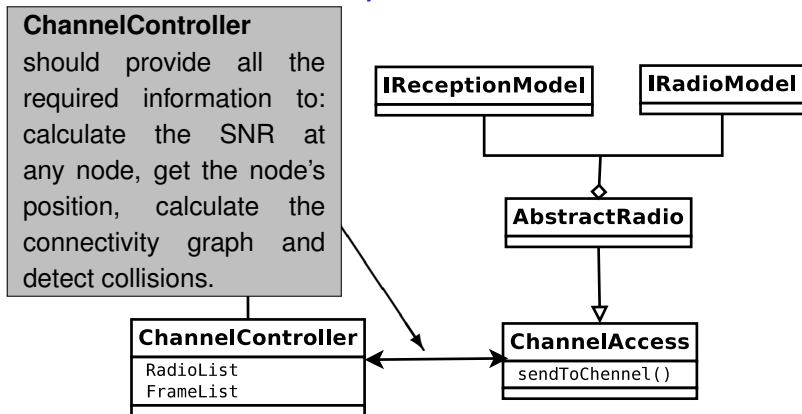 ChannelController
should provide all the
required information to:
calculate the SNR at
any node, get the node's
position, calculate the
connectivity graph and
detect collisions.
IReceptionModel
IRadioModel
AbstractRadio
ChannelController
RadioList
FrameList
ChannelAccess
sendToChennel()